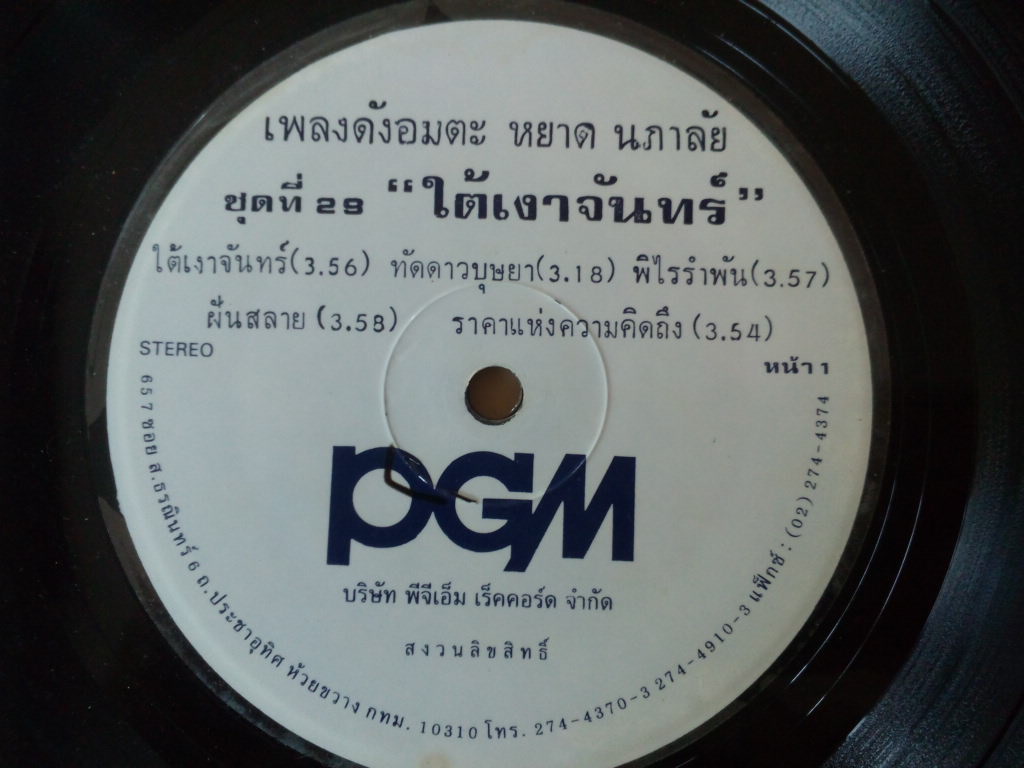 เพลงดังอมตะ หยาด นภาลัย
ชุดที่ 29 "ใต้เงาจันทร์"
ใต้เงาจันทร์(3.56) ทัดดาวบุษยา(3.18) พิไรรำพัน(3.57)
ฝันสลาย (3.58) ราคาแห่งความคิดถึง (3.54)
STEREO
หน้า 1
PGM
บริษัท พีจีเอ็ม เร็คคอร์ด จำกัด
สงวนลิขสิทธิ์
657 ซอย ส.ธรณินทร์ 6 ถ.ประชาอุทิศ ห้วยขวาง กทม. 10310 โทร. 274-4370-3 274-4910-3 แฟ็กซ์ : (02) 274-4374